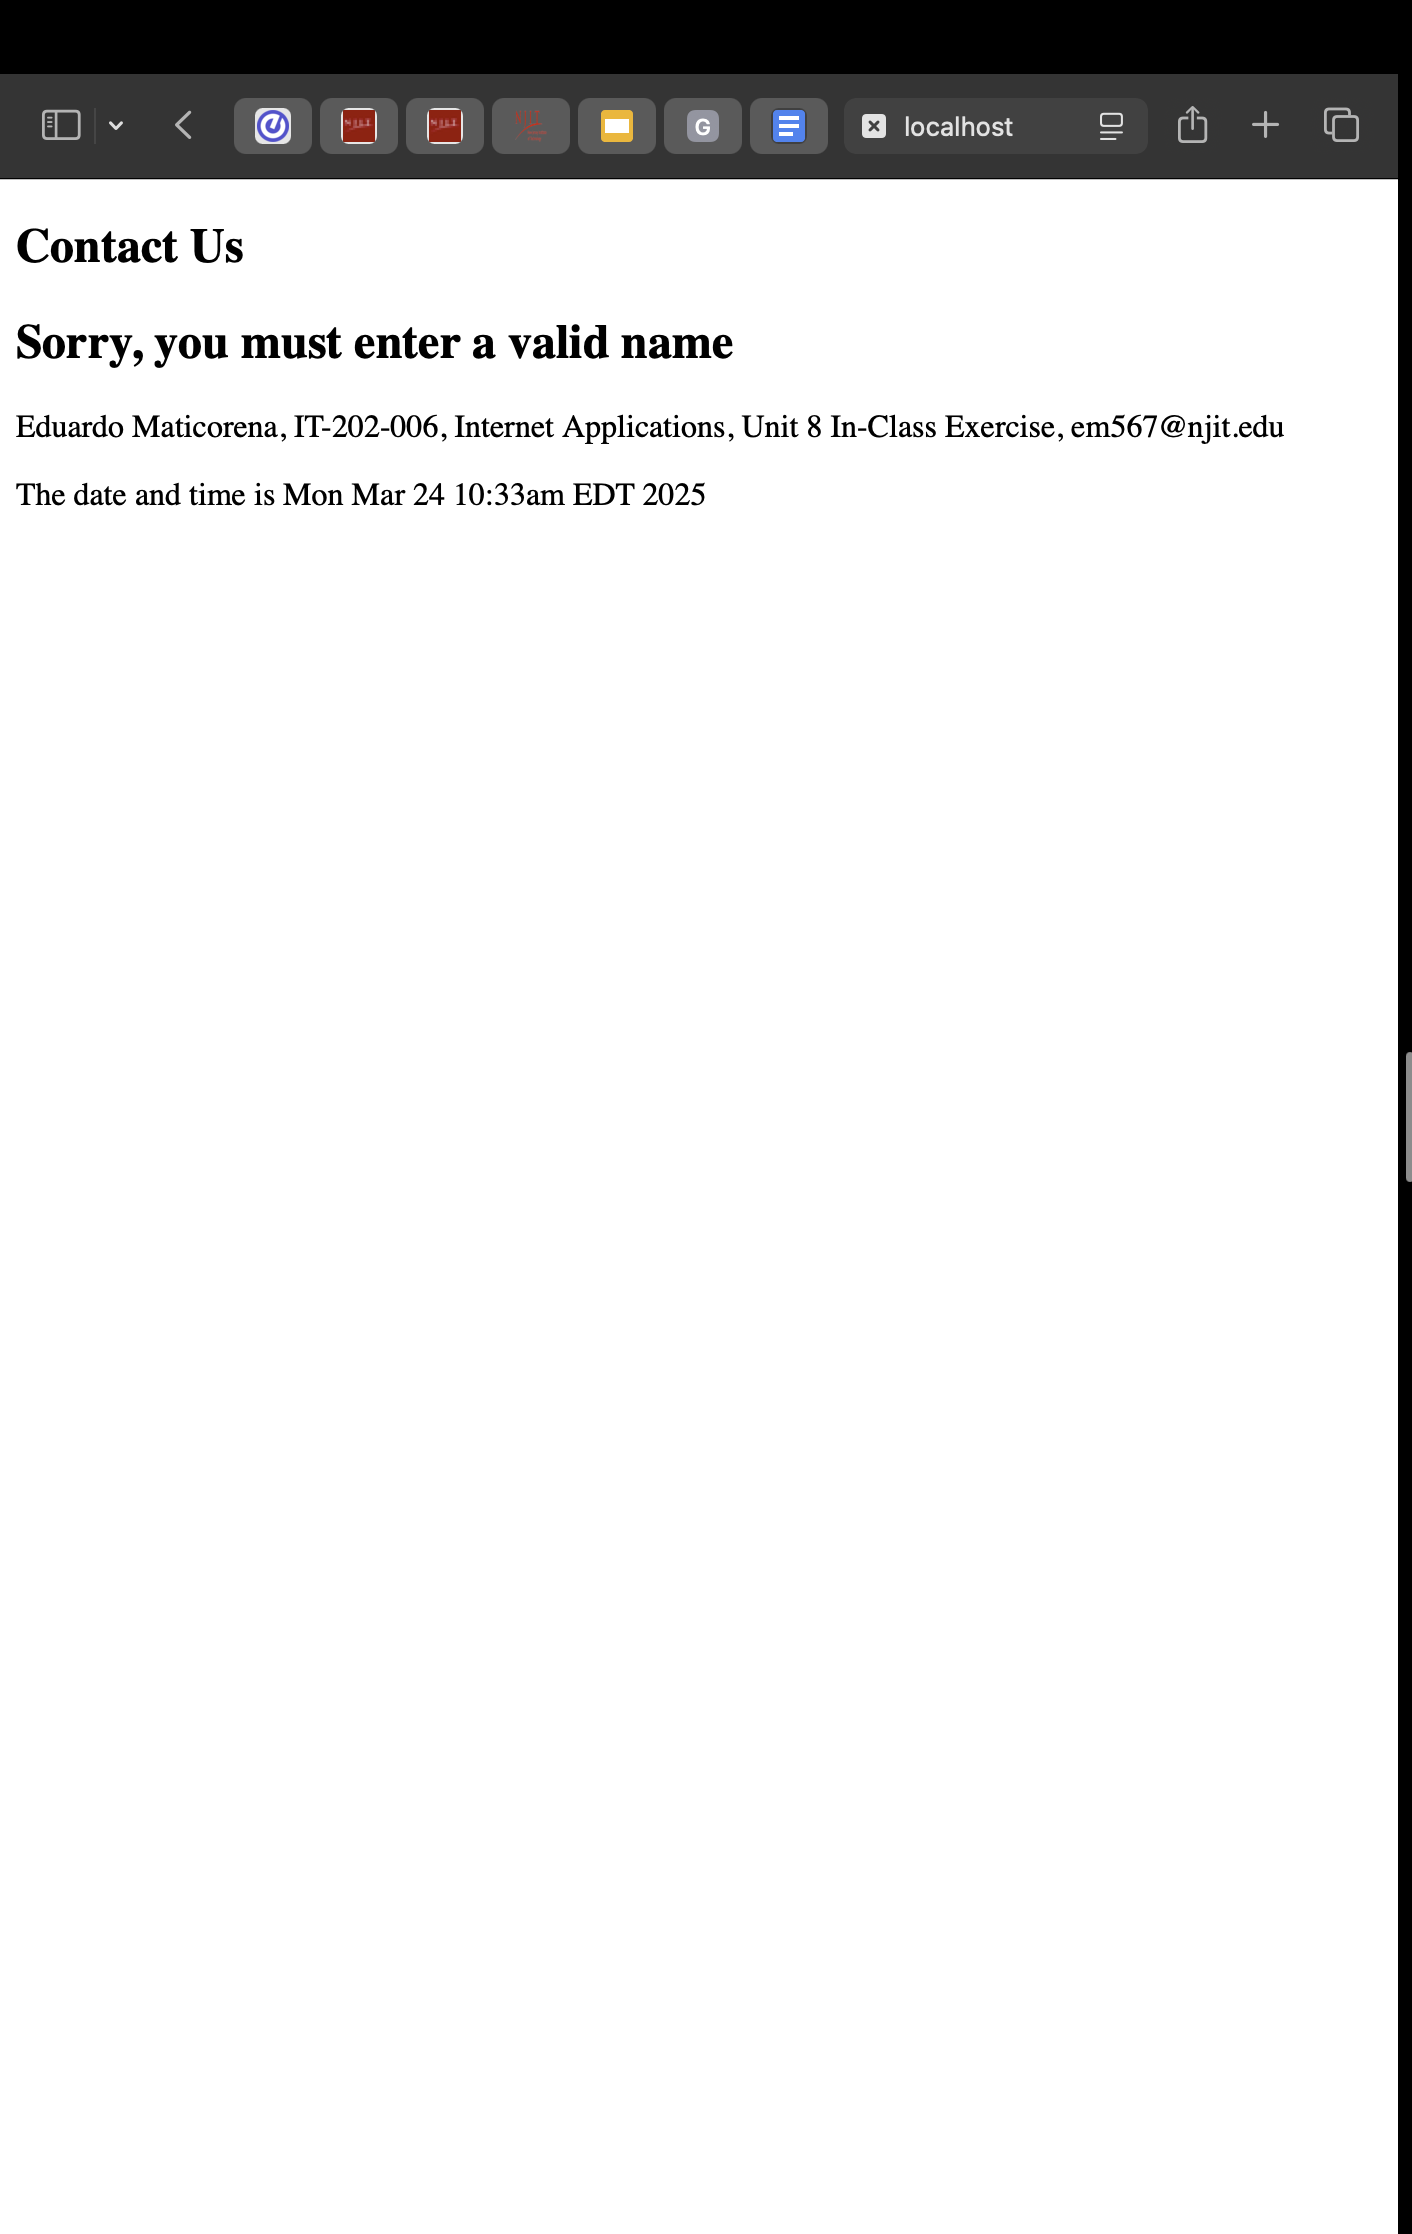 G
localhost
Contact Us
Sorry, you must enter a valid name
Eduardo Maticorena, IT-202-006, Internet Applications, Unit 8 In-Class Exercise, em567@njit.edu
The date and time is Mon Mar 24 10:33am EDT 2025